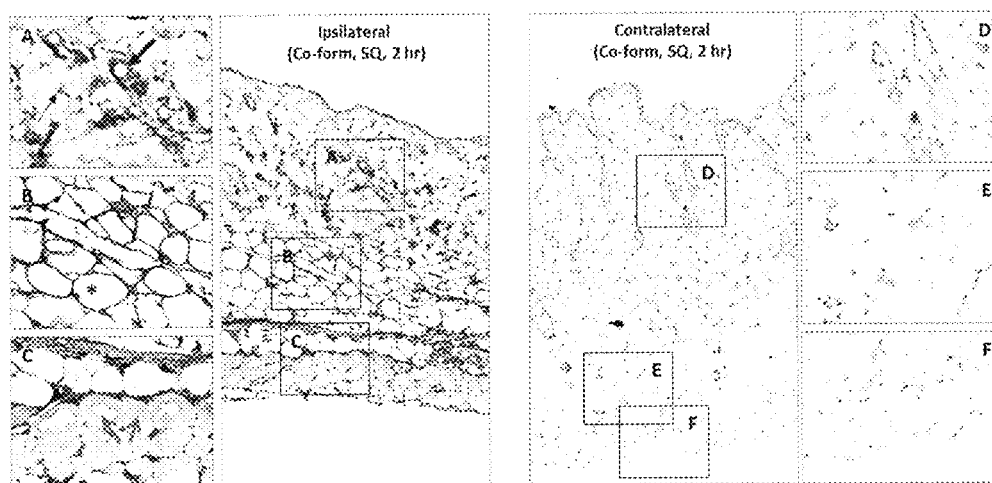 A
B
*
C
Ipsilateral
(Co-form, SQ, 2 hr)
A
B
C
Contralateral
(Co-form, SQ, 2 hr)
D
E
F
D
E
F